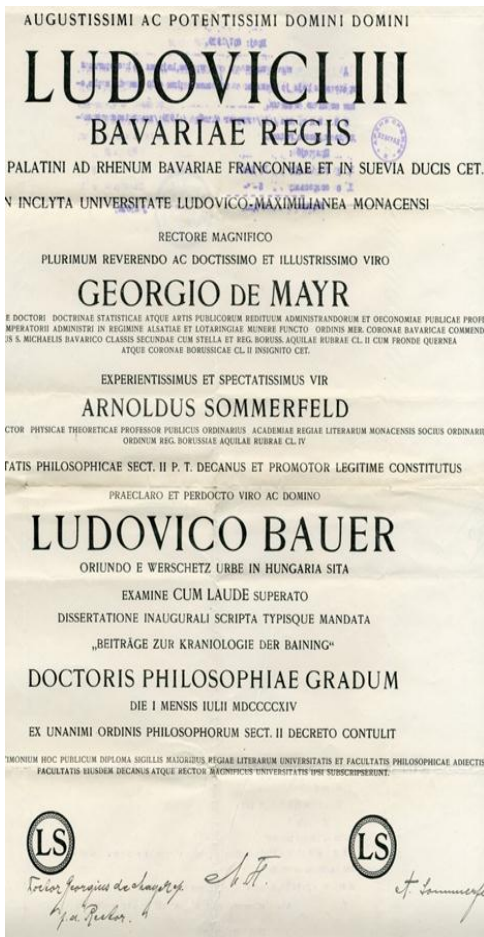 AUGUSTISSIMI AC POTENTISSIMI DOMINI DOMINI
LUDOVICI III
BAVARIAE REGIS
PALATINI AD RHENUM BAVARIAE FRANCONIAE ET IN SUEVIA DUCIS CET.
N INCLYTA UNIVERSITATE LUDOVICO-MAXIMILIANEA MONACENSI
RECTORE MAGNIFICO
PLURIMUM REVERENDO AC DOCTISSIMO ET ILLUSTRISSIMO VIRO
GEORGIO DE MAYR
E DOCTORI DOCTRINAE STATISTICAE ATQUE ARTIS PUBLICORUM REDITUUM ADMINISTRANDORUM ET OECONOMIAE PUBLICAE PROFE
MPERATORII ADMINISTRI IN REGIMINE ALSATIAE ET LOTARINGIAE MUNERE FUNCTO ORDINIS MER. CORONAE BAVARICAE COMMEND
US S. MICHAELIS BAVARICO CLASSIS SECUNDAE CUM STELLA ET REG. BORUSS. AQUILAE RUBRAE CL. II CUM FRONDE QUERNEA
ATQUE CORONAE BORUSSICAE CL. II INSIGNITO CET.
EXPERIENTISSIMUS ET SPECTATISSIMUS VIR
ARNOLDUS SOMMERFELD
CTOR PHYSICAE THEORETICAE PROFESSOR PUBLICUS ORDINARIUS ACADEMIAE REGIAE LITERARUM MONACENSIS SOCIUS ORDINARI
ORDINUM REG. BORUSSIAE AQUILAE RUBRAE CL. IV
TATIS PHILOSOPHICAE SECT. II P. T. DECANUS ET PROMOTOR LEGITIME CONSTITUTUS
PRAECLARO ET PERDOCTO VIRO AC DOMINO
LUDOVICO BAUER
ORIUNDO E WERSCHETZ URBE IN HUNGARIA SITA
EXAMINE CUM LAUDE SUPERATO
DISSERTATIONE INAUGURALI SCRIPTA TYPISQUE MANDATA
„BEITRÄGE ZUR KRANIOLOGIE DER BAINING“
DOCTORIS PHILOSOPHIAE GRADUM
DIE I MENSIS IULII MDCCCCXIV
EX UNANIMI ORDINIS PHILOSOPHORUM SECT. II DECRETO CONTULIT
TIMONIUM HOC PUBLICUM DIPLOMA SIGILLIS MAIORIBUS REGIAE LITERARUM UNIVERSITATIS ET FACULTATIS PHILOSOPHICAE ADIECTIS
FACULTATIS EIUSDEM DECANUS ATQUE RECTOR MAGNIFICUS UNIVERSITATIS IPSI SUBSCRIPSERUNT.
LS LS
Doctor Georgius de Mayr
p. t. Rector. A. Sommerfe